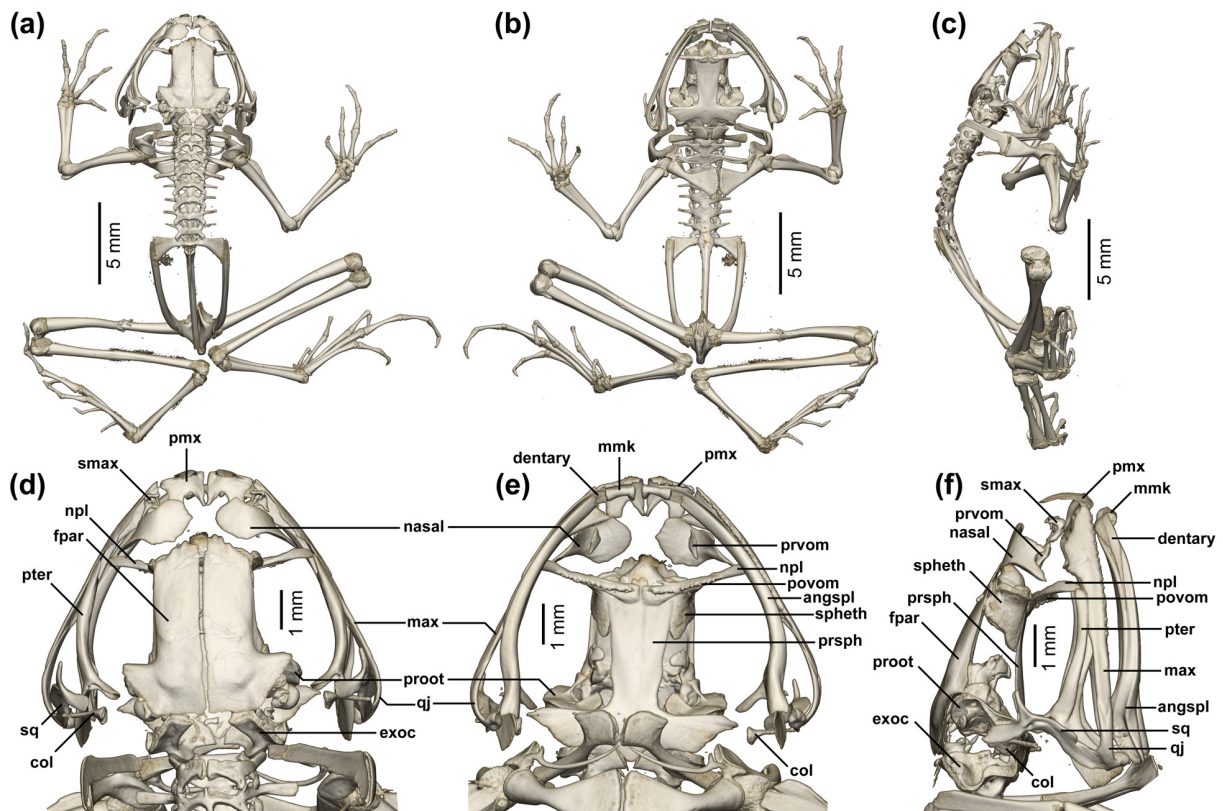 (a)
(b)
(c)
5 mm
5 mm
5 mm
(d)
pmx
smax
npl
fpar
pter
sq
col
1 mm
nasal
max
proot
qj
exoc
(e)
dentary
mmk
pmx
prvom
npl
povom
angspl
spheth
prsph
1 mm
col
(f)
pmx
smax
mmk
prvom
nasal
dentary
spheth
npl
povom
prsph
pter
fpar
1 mm
max
proot
angspl
exoc
sq
qj
col